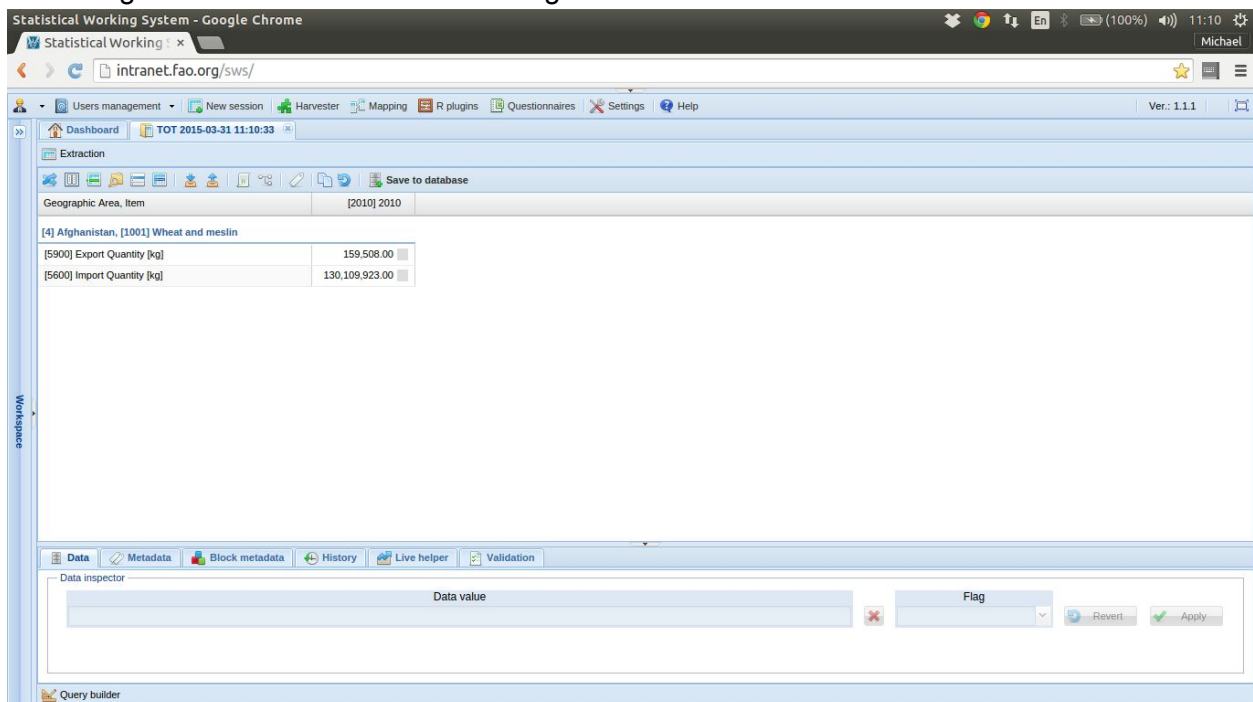 Statistical Working System - Google Chrome
En (100%) 11:10
Statistical Working S ×
Michael
intranet.fao.org/sws/
Users management New session Harvester Mapping R plugins Questionnaires Settings Help Ver.: 1.1.1
Dashboard TOT 2015-03-31 11:10:33
Extraction
Save to database
Geographic Area, Item [2010] 2010
[4] Afghanistan, [1001] Wheat and meslin
[5900] Export Quantity [kg] 159,508.00
[5600] Import Quantity [kg] 130,109,923.00
Workspace
Data Metadata Block metadata History Live helper Validation
Data inspector
Data value Flag
Revert Apply
Query builder